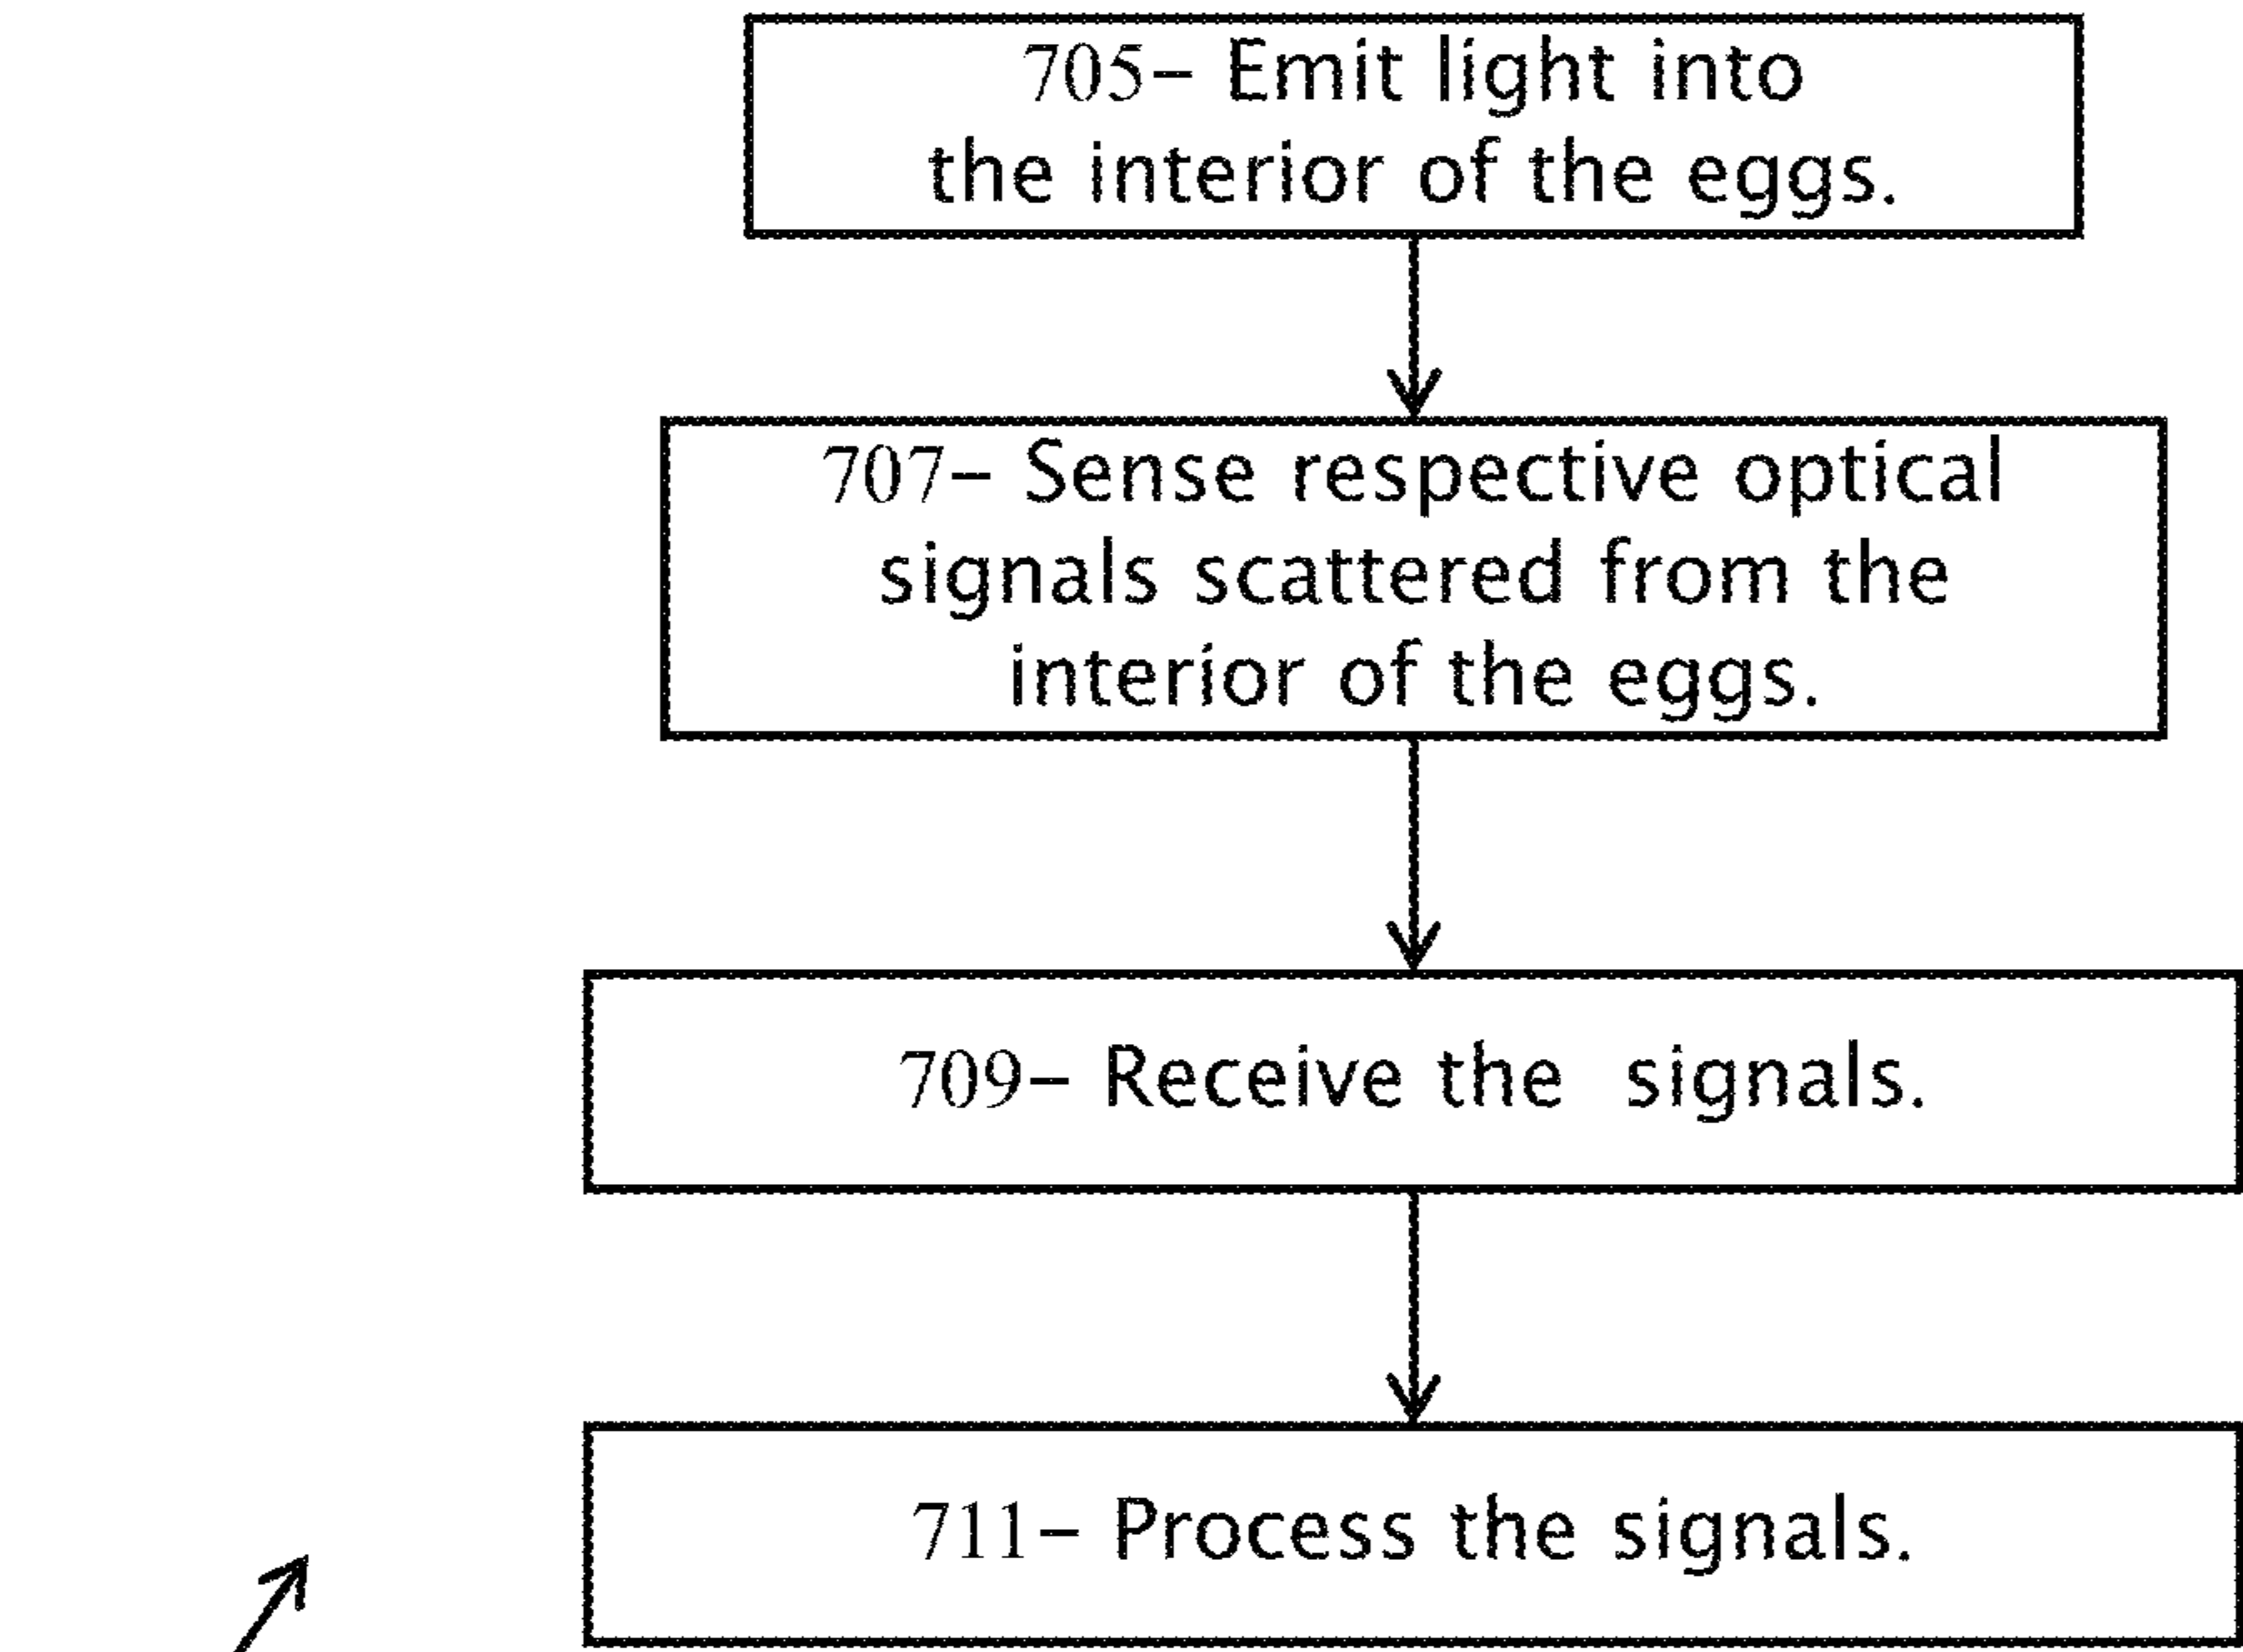 705– Emit light into
the interior of the eggs.
707– Sense respective optical
signals scattered from the
interior of the eggs.
709– Receive the signals.
711– Process the signals.